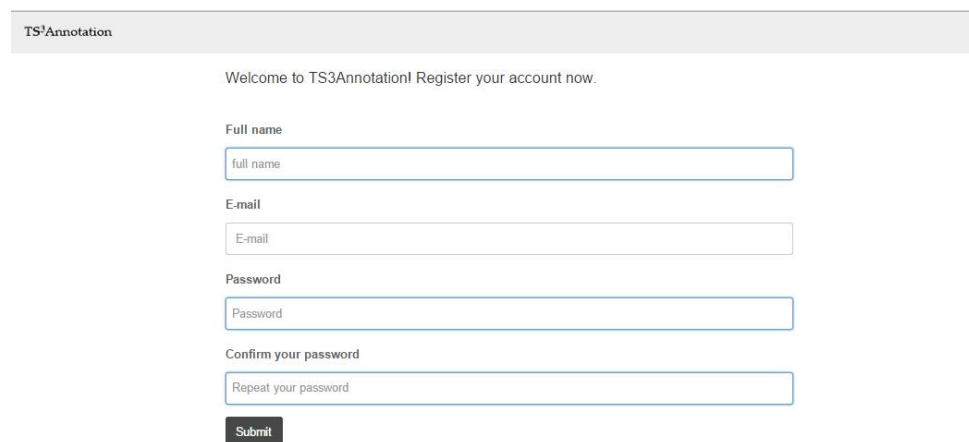 TS³Annotation
Welcome to TS3Annotation! Register your account now.
Full name
full name
E-mail
E-mail
Password
Password
Confirm your password
Repeat your password
Submit